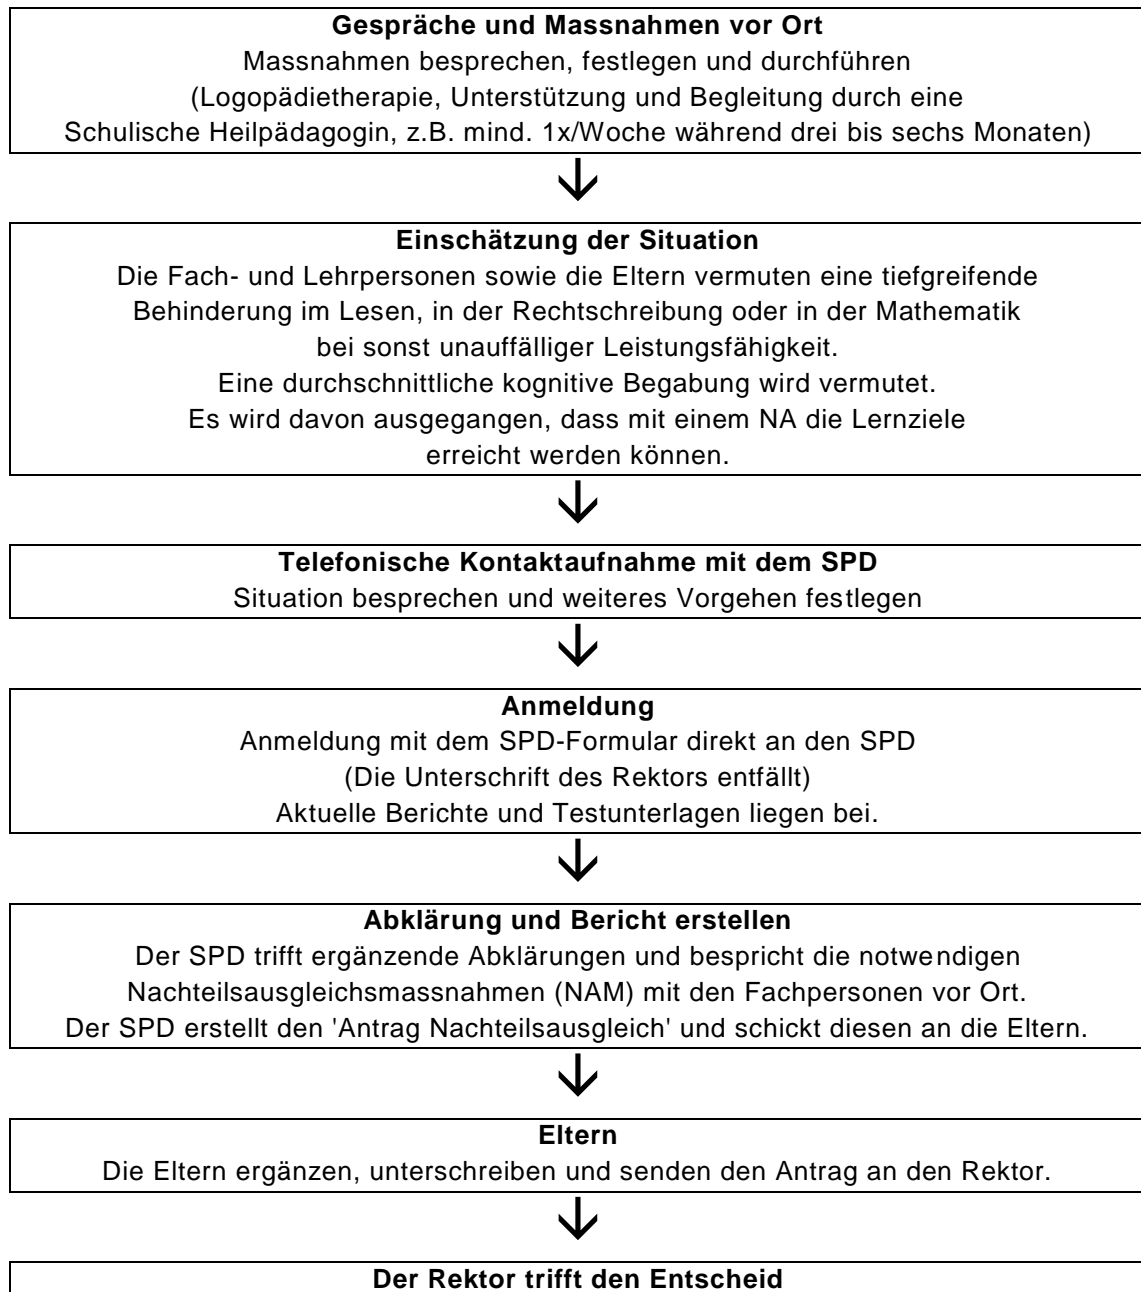 Gespräche und Massnahmen vor Ort
Massnahmen besprechen, festlegen und durchführen
(Logopädietherapie, Unterstützung und Begleitung durch eine
Schulische Heilpädagogin, z.B. mind. 1x/Woche während drei bis sechs Monaten)
Einschätzung der Situation
Die Fach- und Lehrpersonen sowie die Eltern vermuten eine tiefgreifende
Behinderung im Lesen, in der Rechtschreibung oder in der Mathematik
bei sonst unauffälliger Leistungsfähigkeit.
Eine durchschnittliche kognitive Begabung wird vermutet.
Es wird davon ausgegangen, dass mit einem NA die Lernziele
erreicht werden können.
Telefonische Kontaktaufnahme mit dem SPD
Situation besprechen und weiteres Vorgehen festlegen
Anmeldung
Anmeldung mit dem SPD-Formular direkt an den SPD
(Die Unterschrift des Rektors entfällt)
Aktuelle Berichte und Testunterlagen liegen bei.
Abklärung und Bericht erstellen
Der SPD trifft ergänzende Abklärungen und bespricht die notwendigen
Nachteilsausgleichsmassnahmen (NAM) mit den Fachpersonen vor Ort.
Der SPD erstellt den 'Antrag Nachteilsausgleich' und schickt diesen an die Eltern.
Eltern
Die Eltern ergänzen, unterschreiben und senden den Antrag an den Rektor.
Der Rektor trifft den Entscheid